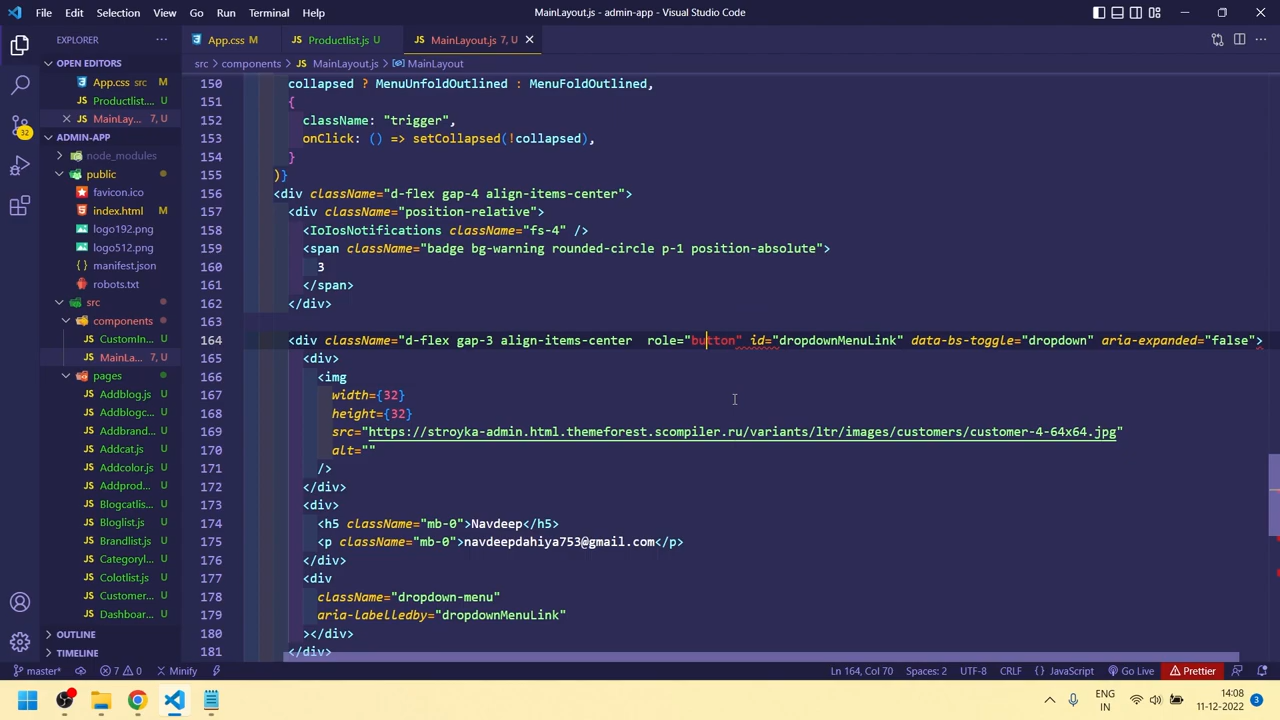 File Edit Selection View Go Run Terminal Help
MainLayout.js - admin-app - Visual Studio Code
EXPLORER
App.css M
Productlist.js U
MainLayout.js 7, U
src > components > MainLayout.js > MainLayout
OPEN EDITORS
App.css src M
Productlist.... U
MainLay... 7, U
ADMIN-APP
node_modules
public
favicon.ico
index.html M
logo192.png
logo512.png
manifest.json
robots.txt
src
components
CustomIn... U
MainLa... 7, U
pages
Addblog.js U
Addblogc... U
Addbrand... U
Addcat.js U
Addcolor.js U
Addprod... U
Blogcatlis... U
Bloglist.js U
Brandlist.js U
Categoryl... U
Colotlist.js U
Customer... U
Dashboar... U
OUTLINE
TIMELINE
32
150 collapsed ? MenuUnfoldOutlined : MenuFoldOutlined,
151 {
152 className: "trigger",
153 onClick: () => setCollapsed(!collapsed),
154 }
155 )}
156 <div className="d-flex gap-4 align-items-center">
157 <div className="position-relative">
158 <IoIosNotifications className="fs-4" />
159 <span className="badge bg-warning rounded-circle p-1 position-absolute">
160 3
161 </span>
162 </div>
163
164 <div className="d-flex gap-3 align-items-center  role="button" id="dropdownMenuLink" data-bs-toggle="dropdown" aria-expanded="false">
165 <div>
166 <img
167 width={32}
168 height={32}
169 src="https://stroyka-admin.html.themeforest.scompiler.ru/variants/ltr/images/customers/customer-4-64x64.jpg"
170 alt=""
171 />
172 </div>
173 <div>
174 <h5 className="mb-0">Navdeep</h5>
175 <p className="mb-0">navdeepdahiya753@gmail.com</p>
176 </div>
177 <div
178 className="dropdown-menu"
179 aria-labelledby="dropdownMenuLink"
180 ></div>
181 </div>
master* 7 0 Minify
Ln 164, Col 70 Spaces: 2 UTF-8 CRLF JavaScript Go Live Prettier
ENG
IN
14:08
11-12-2022
3